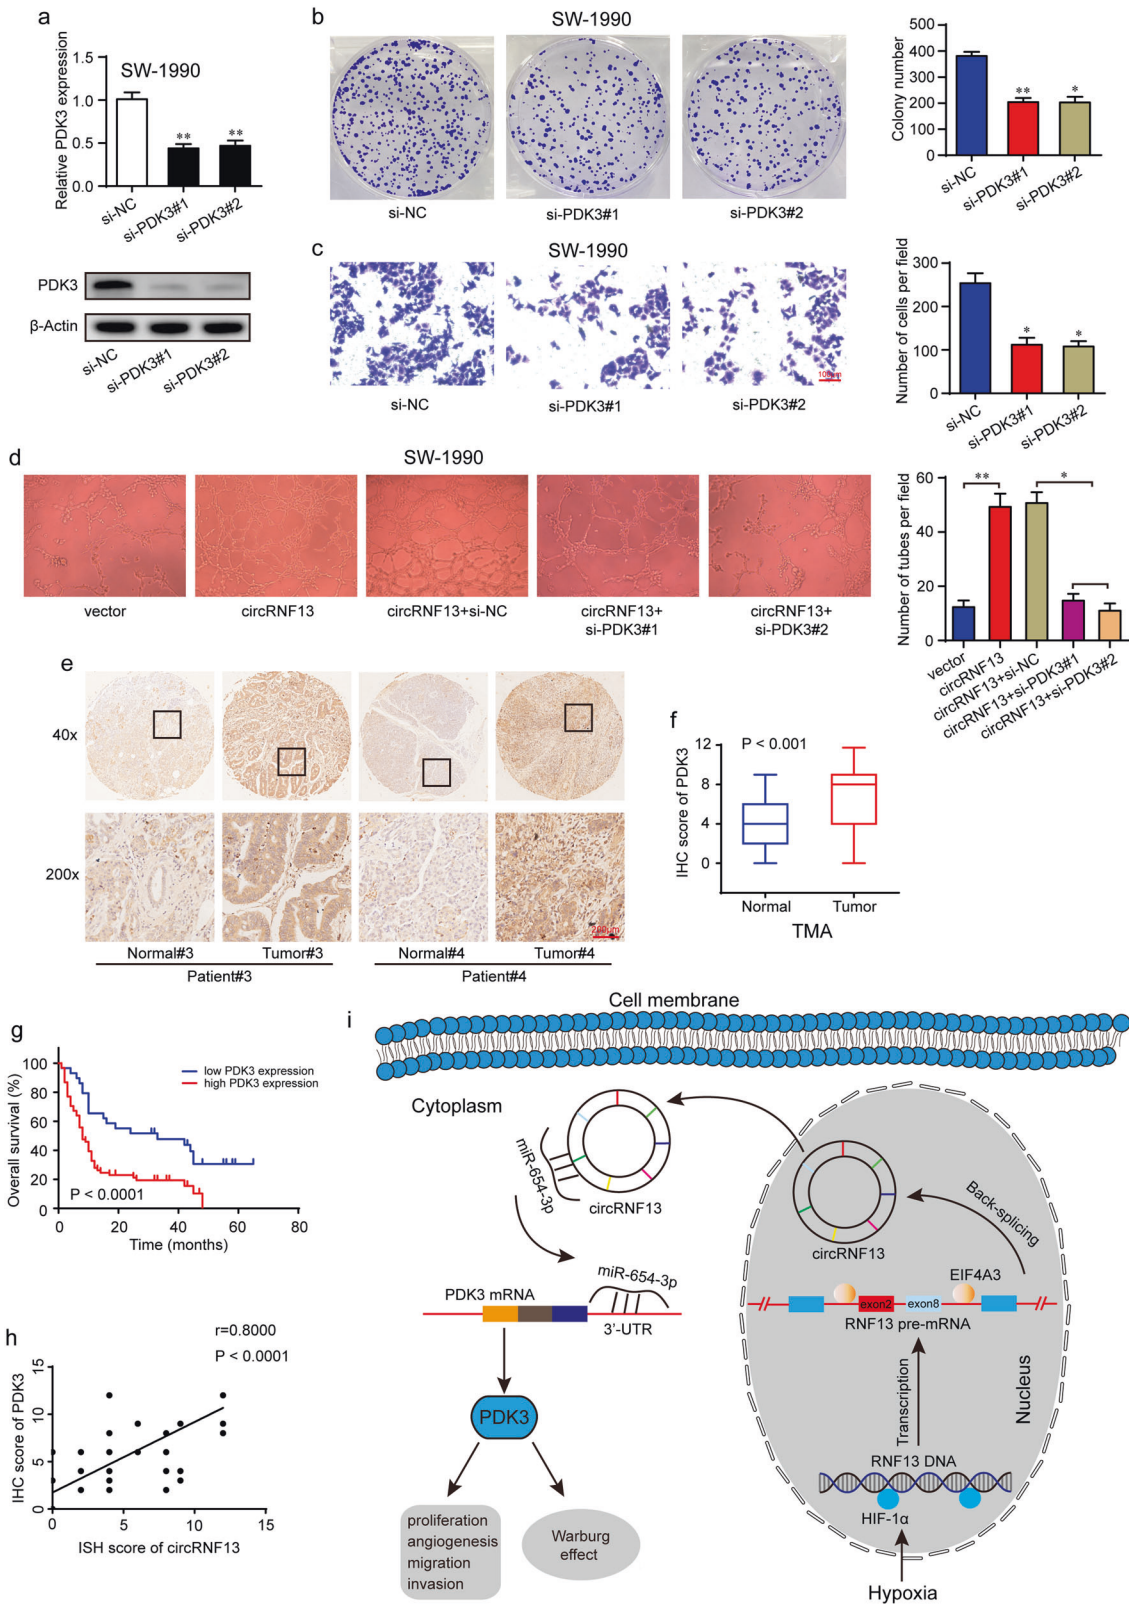 a
SW-1990
Relative PDK3 expression
1.5
1.0
0.5
0.0
**
**
si-NC
si-PDK3#1
si-PDK3#2
PDK3
β-Actin
si-NC
si-PDK3#1
si-PDK3#2
b
SW-1990
si-NC
si-PDK3#1
si-PDK3#2
Colony number
500
400
300
200
100
0
**
*
si-NC
si-PDK3#1
si-PDK3#2
c
SW-1990
100μm
si-NC
si-PDK3#1
si-PDK3#2
Number of cells per field
300
200
100
0
*
*
si-NC
si-PDK3#1
si-PDK3#2
d
SW-1990
vector
circRNF13
circRNF13+si-NC
circRNF13+
si-PDK3#1
circRNF13+
si-PDK3#2
Number of tubes per field
60
40
20
0
**
*
vector
circRNF13
circRNF13+si-NC
circRNF13+si-PDK3#1
circRNF13+si-PDK3#2
e
40x
200x
200μm
Normal#3
Tumor#3
Normal#4
Tumor#4
Patient#3
Patient#4
f
P < 0.001
IHC score of PDK3
12
8
4
0
Normal
Tumor
TMA
g
Overall survival (%)
100
80
60
40
20
0
low PDK3 expression
high PDK3 expression
P < 0.0001
0
20
40
60
80
Time (months)
h
r=0.8000
P < 0.0001
IHC score of PDK3
15
10
5
0
0
5
10
15
ISH score of circRNF13
i
Cell membrane
Cytoplasm
miR-654-3p
circRNF13
miR-654-3p
PDK3 mRNA
3'-UTR
PDK3
proliferation
angiogenesis
migration
invasion
Warburg
effect
circRNF13
Back-splicing
EIF4A3
exon2
exon8
RNF13 pre-mRNA
Transcription
Nucleus
RNF13 DNA
HIF-1α
Hypoxia